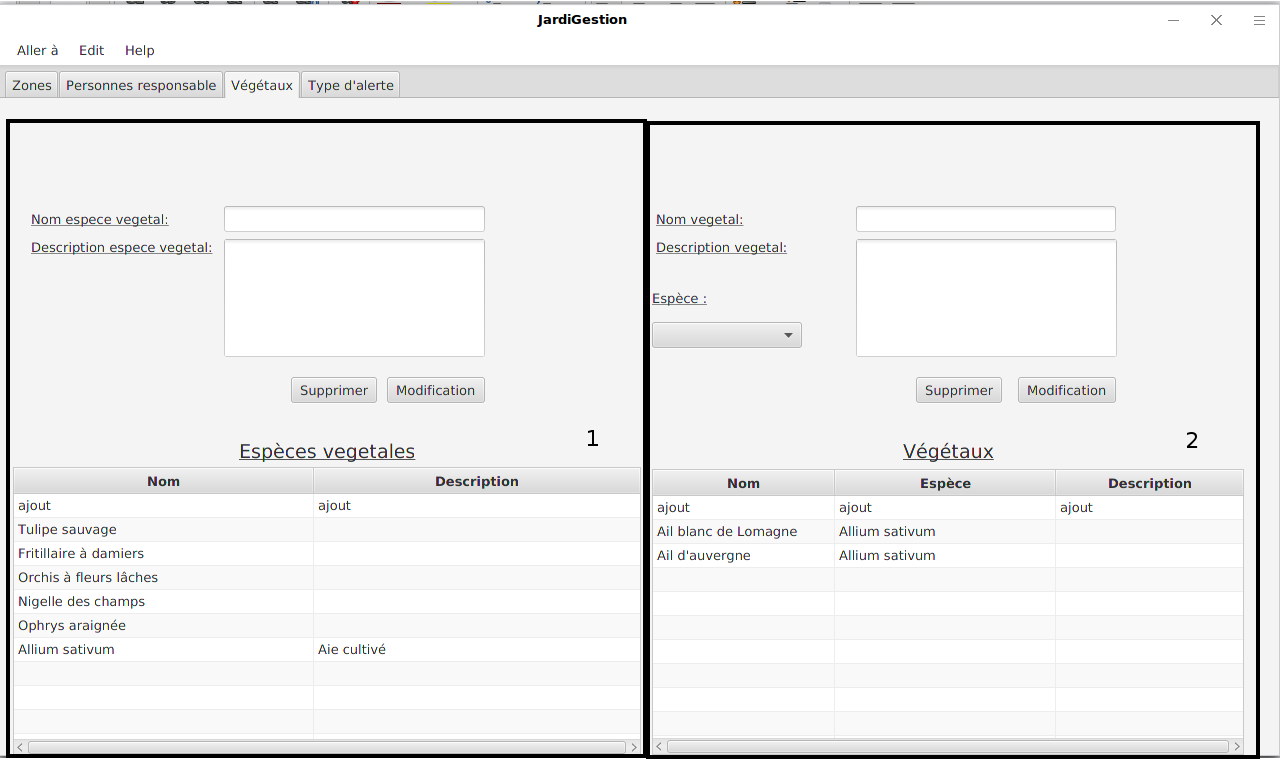 JardiGestion
Aller à Edit Help
Zones Personnes responsable Végétaux Type d'alerte
Nom espece vegetal:
Description espece vegetal:
Supprimer Modification
1
Espèces vegetales
Nom Description
ajout ajout
Tulipe sauvage
Fritillaire à damiers
Orchis à fleurs lâches
Nigelle des champs
Ophrys araignée
Allium sativum Aie cultivé
Nom vegetal:
Description vegetal:
Espèce :
Supprimer Modification
2
Végétaux
Nom Espèce Description
ajout ajout ajout
Ail blanc de Lomagne Allium sativum
Ail d'auvergne Allium sativum